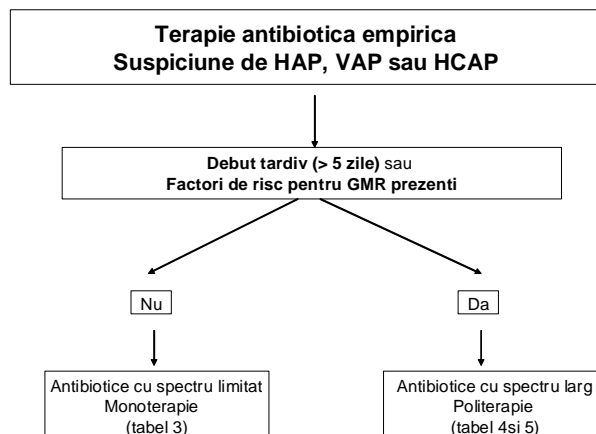 Terapie antibiotica empirica
Suspiciune de HAP, VAP sau HCAP
Debut tardiv (> 5 zile) sau
Factori de risc pentru GMR prezenti
Nu
Da
Antibiotice cu spectru limitat
Monoterapie
(tabel 3)
Antibiotice cu spectru larg
Politerapie
(tabel 4si 5)